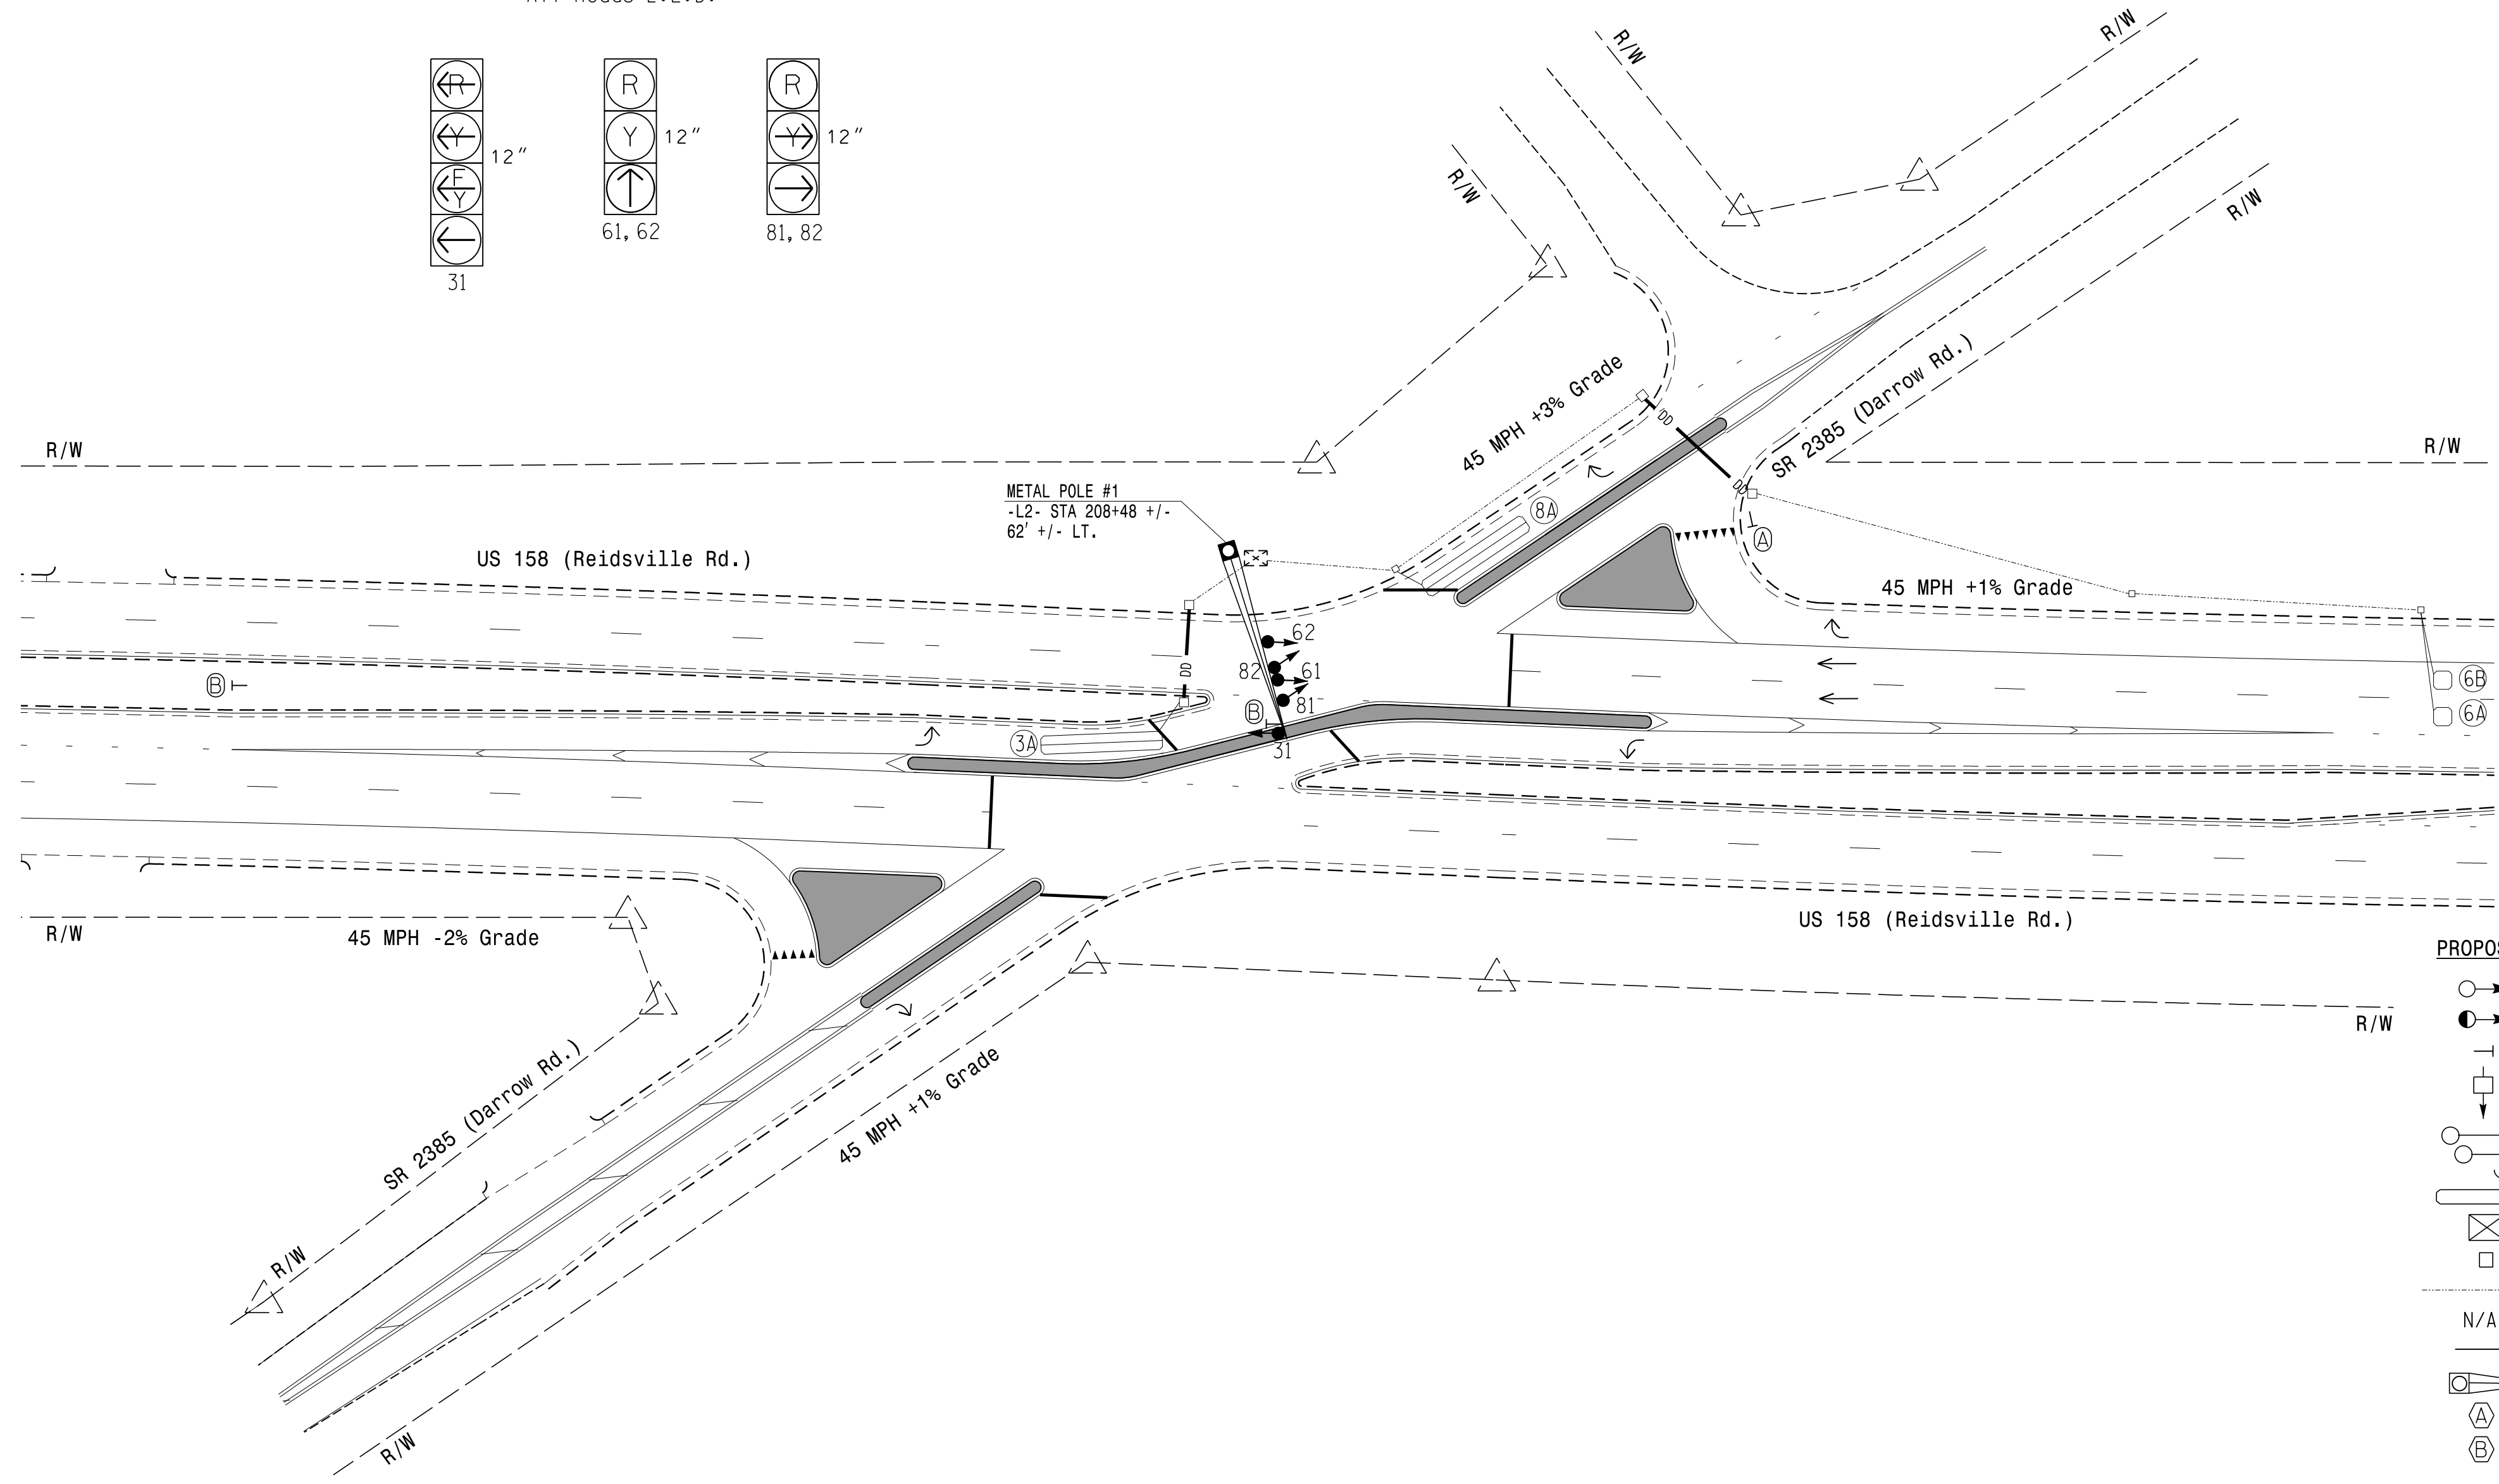 R
Y
F
Y
12"
31
R
Y
12"
61, 62
R
Y
12"
81, 82
R/W
R/W
R/W
R/W
R/W
R/W
45 MPH +3% Grade
SR 2385 (Darrow Rd.)
METAL POLE #1
-L2- STA 208+48 +/-
62' +/- LT.
8A
DD
DD
A
US 158 (Reidsville Rd.)
45 MPH +1% Grade
62
82
61
81
DD
B
B
31
3A
6B
6A
R/W
45 MPH -2% Grade
US 158 (Reidsville Rd.)
R/W
SR 2385 (Darrow Rd.)
45 MPH +1% Grade
R/W
R/W
N/A
A
B